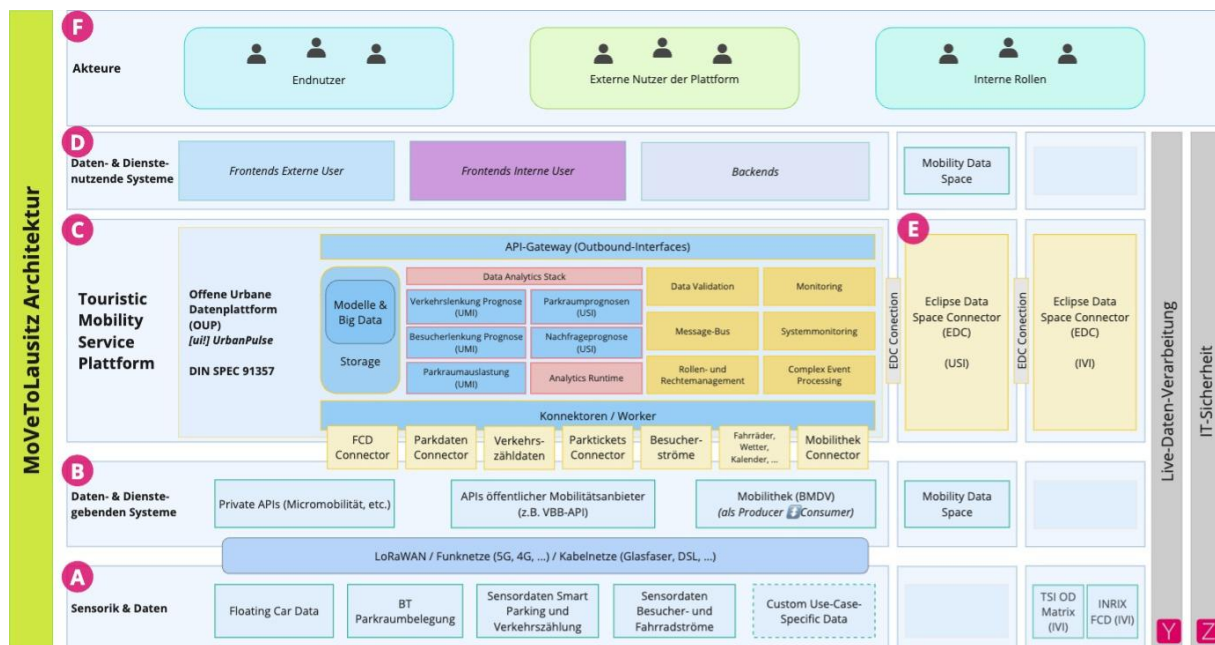 MoVeToLausitz Architektur
F
Akteure
Endnutzer
Externe Nutzer der Plattform
Interne Rollen
D
Daten- & Dienste-
nutzende Systeme
Frontends Externe User
Frontends Interne User
Backends
Mobility Data
Space
C
Touristic
Mobility
Service
Plattform
Offene Urbane
Datenplattform
(OUP)
[ui!] UrbanPulse
DIN SPEC 91357
API-Gateway (Outbound-Interfaces)
Modelle &
Big Data
Storage
Data Analytics Stack
Verkehrslenkung Prognose
(UMI)
Parkraumprognosen
(USI)
Besucherlenkung Prognose
(UMI)
Nachfrageprognose
(USI)
Parkraumauslastung
(UMI)
Analytics Runtime
Data Validation
Monitoring
Message-Bus
Systemmonitoring
Rollen- und
Rechtemanagement
Complex Event
Processing
Konnektoren / Worker
FCD
Connector
Parkdaten
Connector
Verkehrs-
zähldaten
Parktickets
Connector
Besucher-
ströme
Fahrräder,
Wetter,
Kalender, ...
Mobilithek
Connector
EDC Conection
E
Eclipse Data
Space Connector
(EDC)
(USI)
EDC Conection
Eclipse Data
Space Connector
(EDC)
(IVI)
B
Daten- & Dienste-
gebenden Systeme
Private APIs (Micromobilität, etc.)
APIs öffentlicher Mobilitätsanbieter
(z.B. VBB-API)
Mobilithek (BMDV)
(als Producer ⬇Consumer)
Mobility Data
Space
LoRaWAN / Funknetze (5G, 4G, ...) / Kabelnetze (Glasfaser, DSL, ...)
A
Sensorik & Daten
Floating Car Data
BT
Parkraumbelegung
Sensordaten Smart
Parking und
Verkehrszählung
Sensordaten
Besucher- und
Fahrradströme
Custom Use-Case-
Specific Data
TSI OD
Matrix
(IVI)
INRIX
FCD (IVI)
Live-Daten-Verarbeitung
Y
IT-Sicherheit
Z